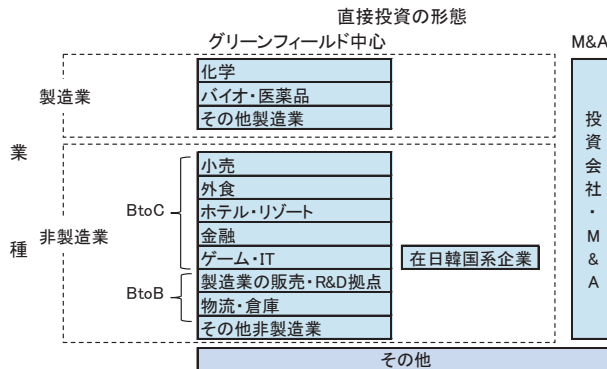 直接投資の形態
グリーンフィールド中心
M&A
製造業
化学
バイオ・医薬品
その他製造業
業種
非製造業
BtoC
小売
外食
ホテル・リゾート
金融
ゲーム・IT
BtoB
製造業の販売・R&D拠点
物流・倉庫
その他非製造業
在日韓国系企業
投資会社・M&A
その他